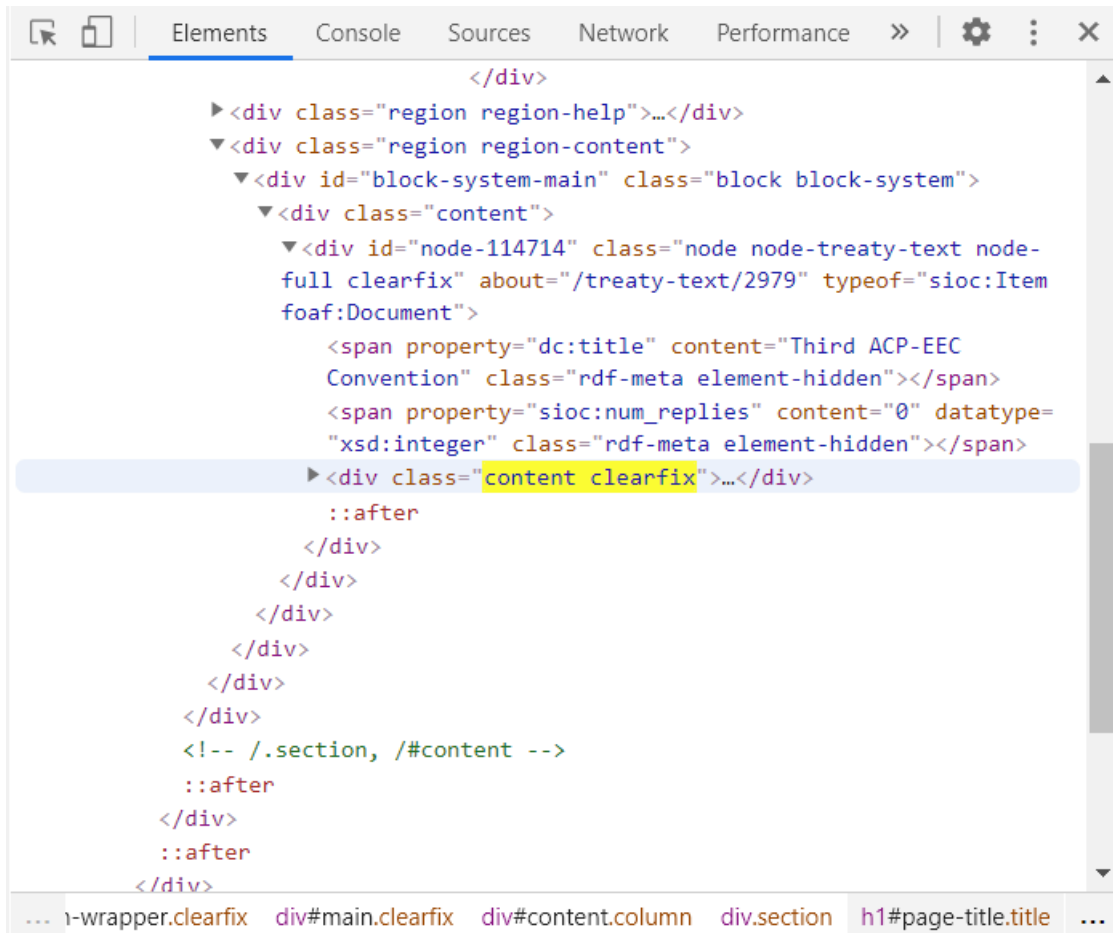 Elements Console Sources Network Performance »
</div>
<div class="region region-help">…</div>
<div class="region region-content">
<div id="block-system-main" class="block block-system">
<div class="content">
<div id="node-114714" class="node node-treaty-text node-
full clearfix" about="/treaty-text/2979" typeof="sioc:Item
foaf:Document">
<span property="dc:title" content="Third ACP-EEC
Convention" class="rdf-meta element-hidden"></span>
<span property="sioc:num_replies" content="0" datatype=
"xsd:integer" class="rdf-meta element-hidden"></span>
<div class="content clearfix">…</div>
::after
</div>
</div>
</div>
</div>
</div>
</div>
<!-- /.section, /#content -->
::after
</div>
::after
</div>
... n-wrapper.clearfix div#main.clearfix div#content.column div.section h1#page-title.title ...